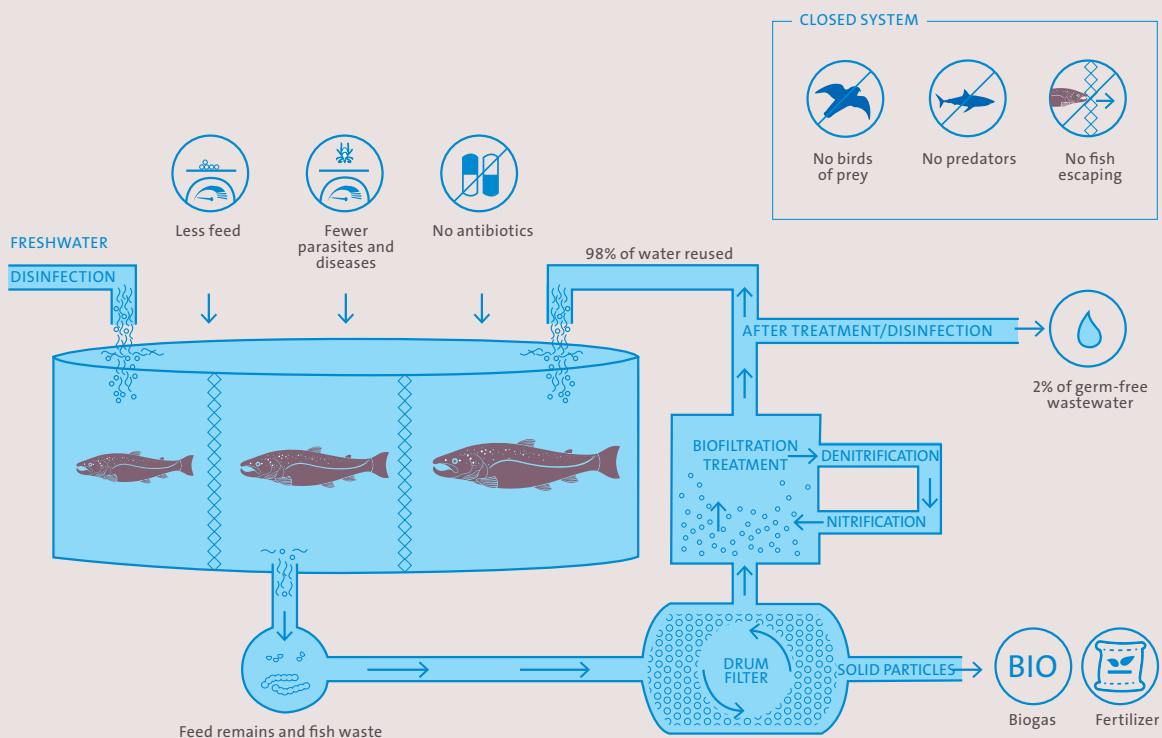 CLOSED SYSTEM
No birds
of prey
No predators
No fish
escaping
Less feed
Fewer
parasites and
diseases
No antibiotics
FRESHWATER
DISINFECTION
98% of water reused
AFTER TREATMENT/DISINFECTION
2% of germ-free
wastewater
BIOFILTRATION
TREATMENT
DENITRIFICATION
NITRIFICATION
DRUM
FILTER
SOLID PARTICLES
BIO
Biogas
Fertilizer
Feed remains and fish waste